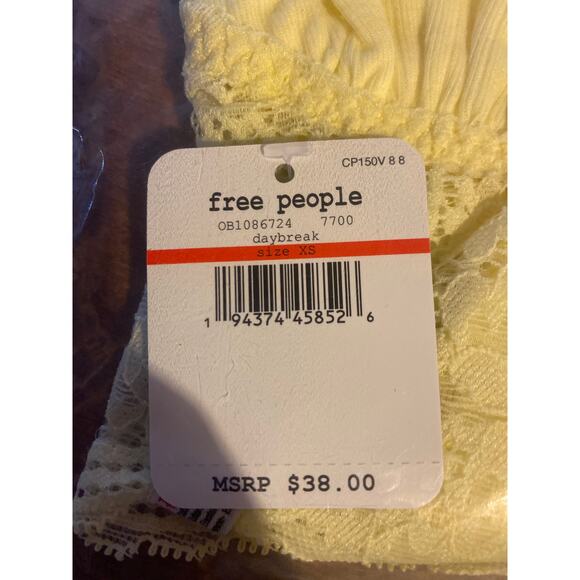 CP150V 8 8
free people
OB1086724 7700
daybreak
size XS
1 94374 45852 6
MSRP $38.00